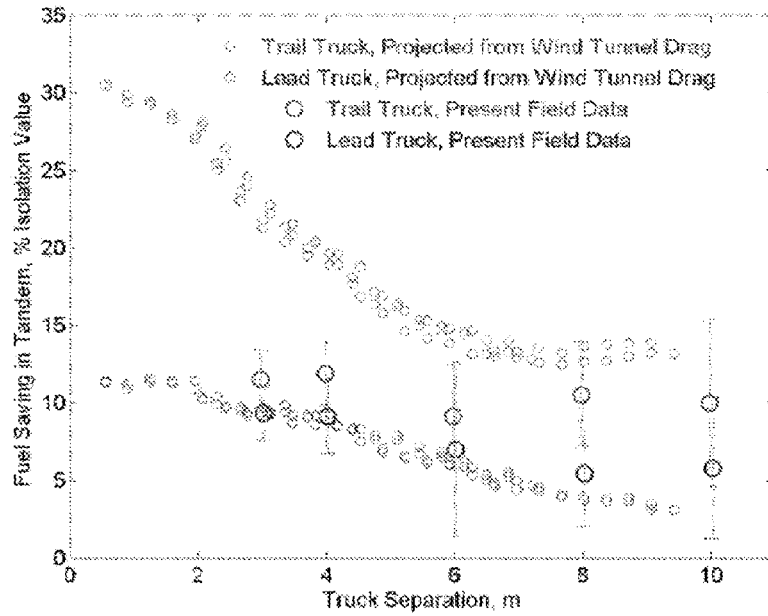 Trail Truck, Projected from Wind Tunnel Drag
Lead Truck, Projected from Wind Tunnel Drag
Trail Truck, Present Field Data
Lead Truck, Present Field Data
Fuel Saving in Tandem, % Isolation Value
35
30
25
20
15
10
5
0
0 2 4 6 8 10
Truck Separation, m